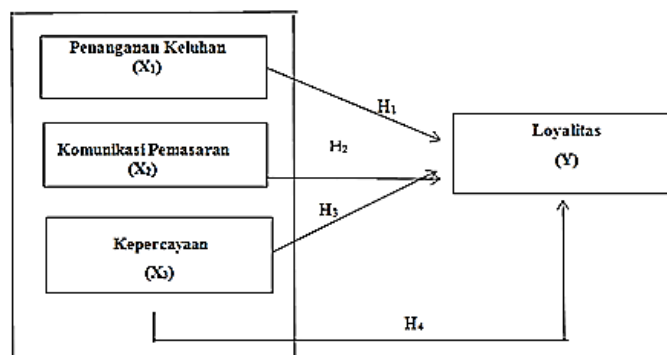 Penanganan Keluhan
(X₁)
H₁
Komunikasi Pemasaran
(X₂)
H₂
Loyalitas
(Y)
H₃
Kepercayaan
(X₃)
H₄